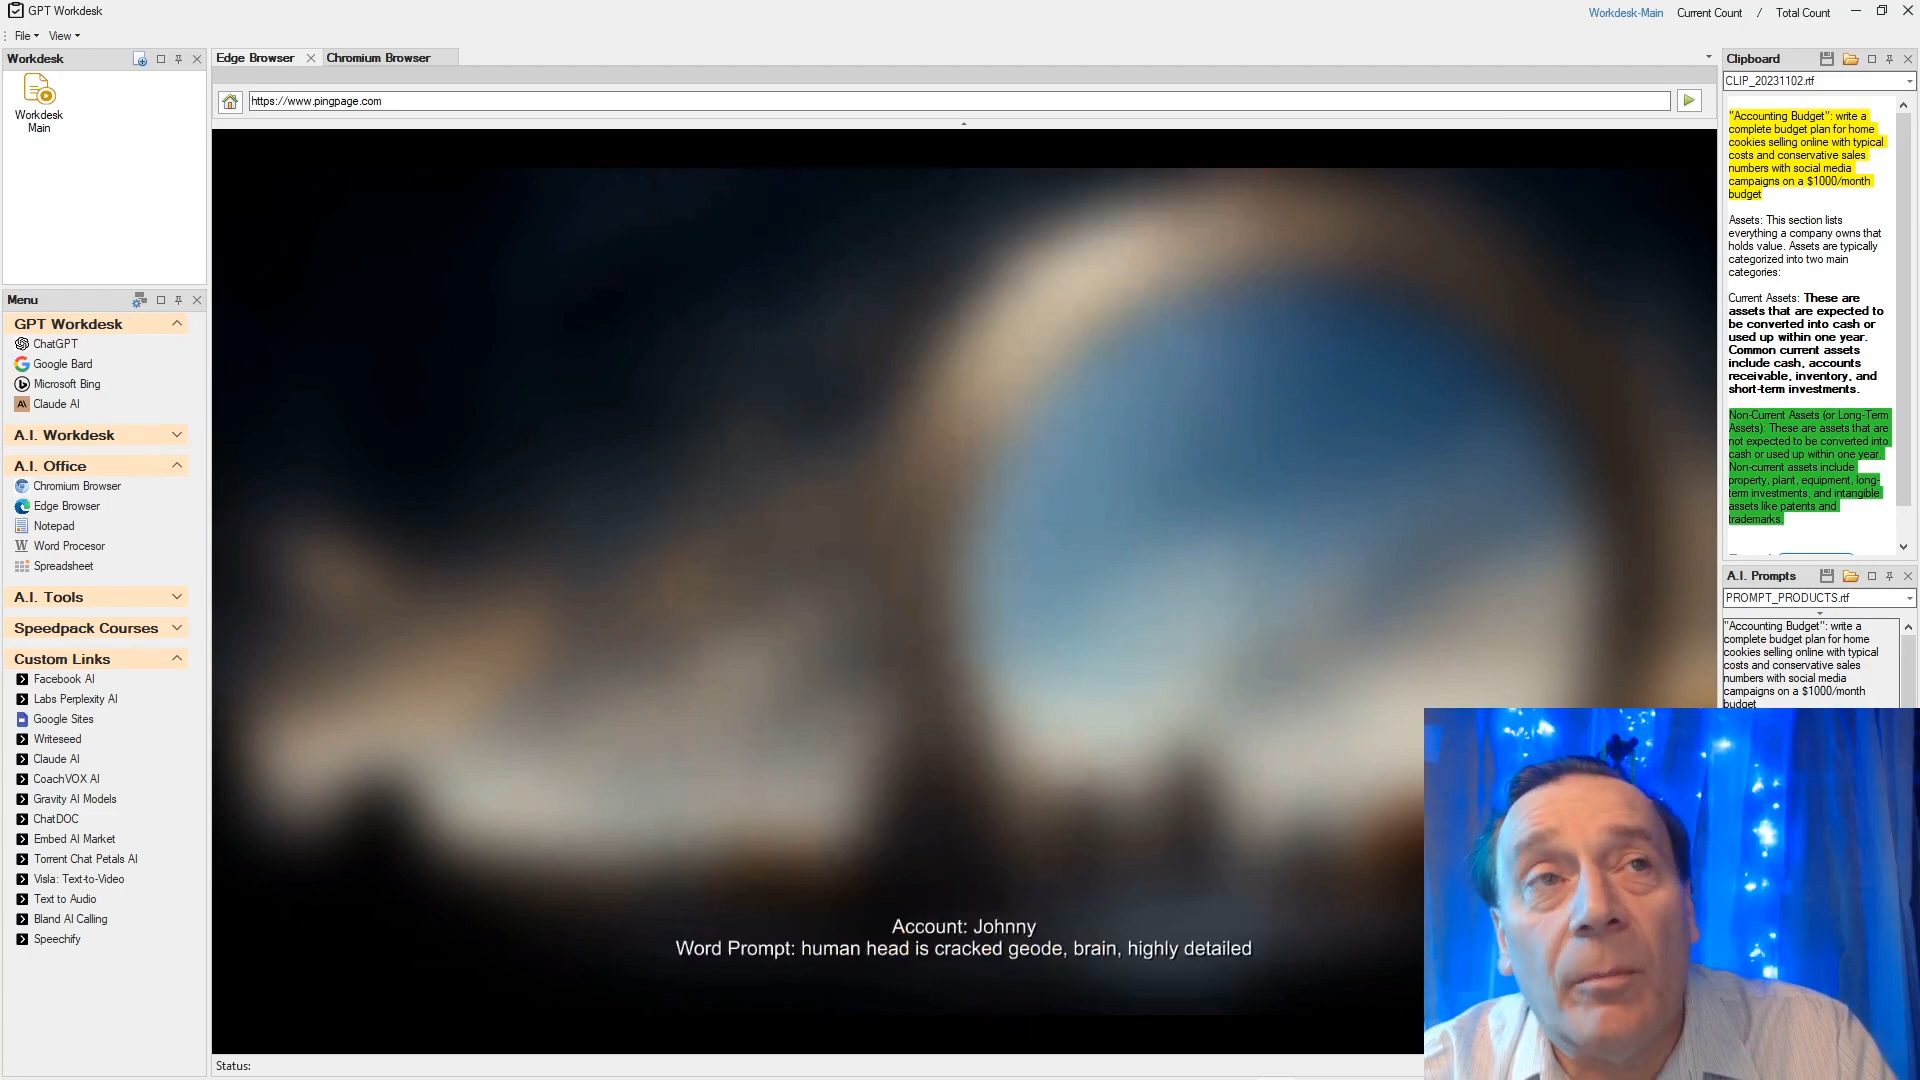 GPT Workdesk
Workdesk-Main Current Count / Total Count
File View
Workdesk
Workdesk
Main
Menu
GPT Workdesk
ChatGPT
Google Bard
Microsoft Bing
Claude AI
A.I. Workdesk
A.I. Office
Chromium Browser
Edge Browser
Notepad
Word Procesor
Spreadsheet
A.I. Tools
Speedpack Courses
Custom Links
Facebook AI
Labs Perplexity AI
Google Sites
Writeseed
Claude AI
CoachVOX AI
Gravity AI Models
ChatDOC
Embed AI Market
Torrent Chat Petals AI
Visla: Text-to-Video
Text to Audio
Bland AI Calling
Speechify
Edge Browser Chromium Browser
https://www.pingpage.com
Account: Johnny
Word Prompt: human head is cracked geode, brain, highly detailed
Status:
Clipboard
CLIP_20231102.rtf
"Accounting Budget": write a
complete budget plan for home
cookies selling online with typical
costs and conservative sales
numbers with social media
campaigns on a $1000/month
budget
Assets: This section lists
everything a company owns that
holds value. Assets are typically
categorized into two main
categories:
Current Assets: These are
assets that are expected to
be converted into cash or
used up within one year.
Common current assets
include cash, accounts
receivable, inventory, and
short-term investments.
Non-Current Assets (or Long-Term
Assets): These are assets that are
not expected to be converted into
cash or used up within one year.
Non-current assets include
property, plant, equipment, long-
term investments, and intangible
assets like patents and
trademarks.
A.I. Prompts
PROMPT_PRODUCTS.rtf
"Accounting Budget": write a
complete budget plan for home
cookies selling online with typical
costs and conservative sales
numbers with social media
campaigns on a $1000/month
budget